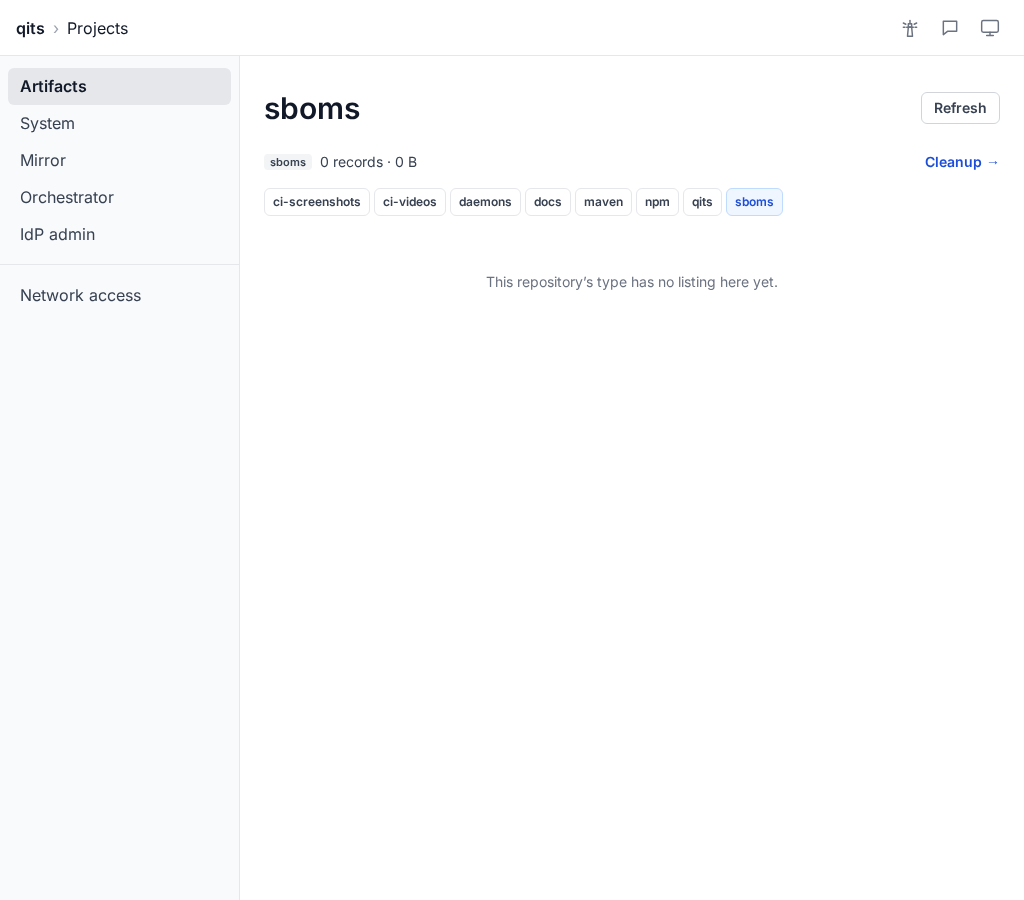 qits › Projects
Artifacts
System
Mirror
Orchestrator
IdP admin
Network access
sboms
Refresh
sboms 0 records · 0 B
Cleanup →
ci-screenshots ci-videos daemons docs maven npm qits sboms
This repository’s type has no listing here yet.